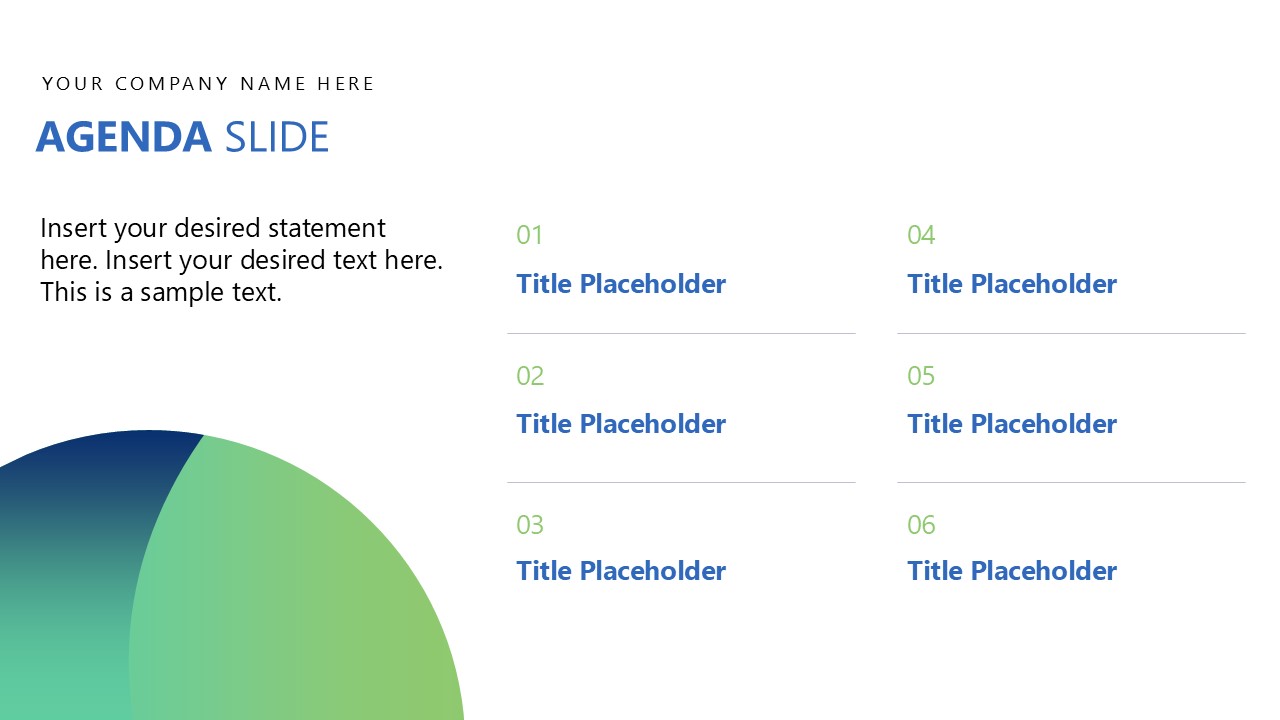 YOUR COMPANY NAME HERE
AGENDA SLIDE
Insert your desired statement
here. Insert your desired text here.
This is a sample text.
01
Title Placeholder
02
Title Placeholder
03
Title Placeholder
04
Title Placeholder
05
Title Placeholder
06
Title Placeholder